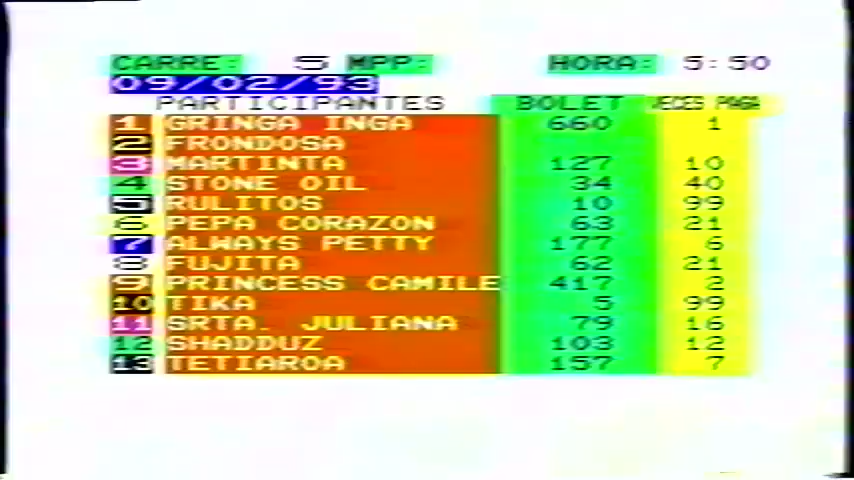 CARRE: 5 MPP: HORA: 5:50
09/02/93
PARTICIPANTES BOLET VECES PAGA
1 GRINGA INGA 660 1
2 FRONDOSA
3 MARTINTA 127 10
4 STONE OIL 34 40
5 RULITOS 10 99
6 PEPA CORAZON 63 21
7 ALWAYS PETTY 177 6
8 FUJITA 62 21
9 PRINCESS CAMILE 417 2
10 TIKA 5 99
11 SRTA. JULIANA 79 16
12 SHADDUZ 103 12
13 TETIAROA 157 7